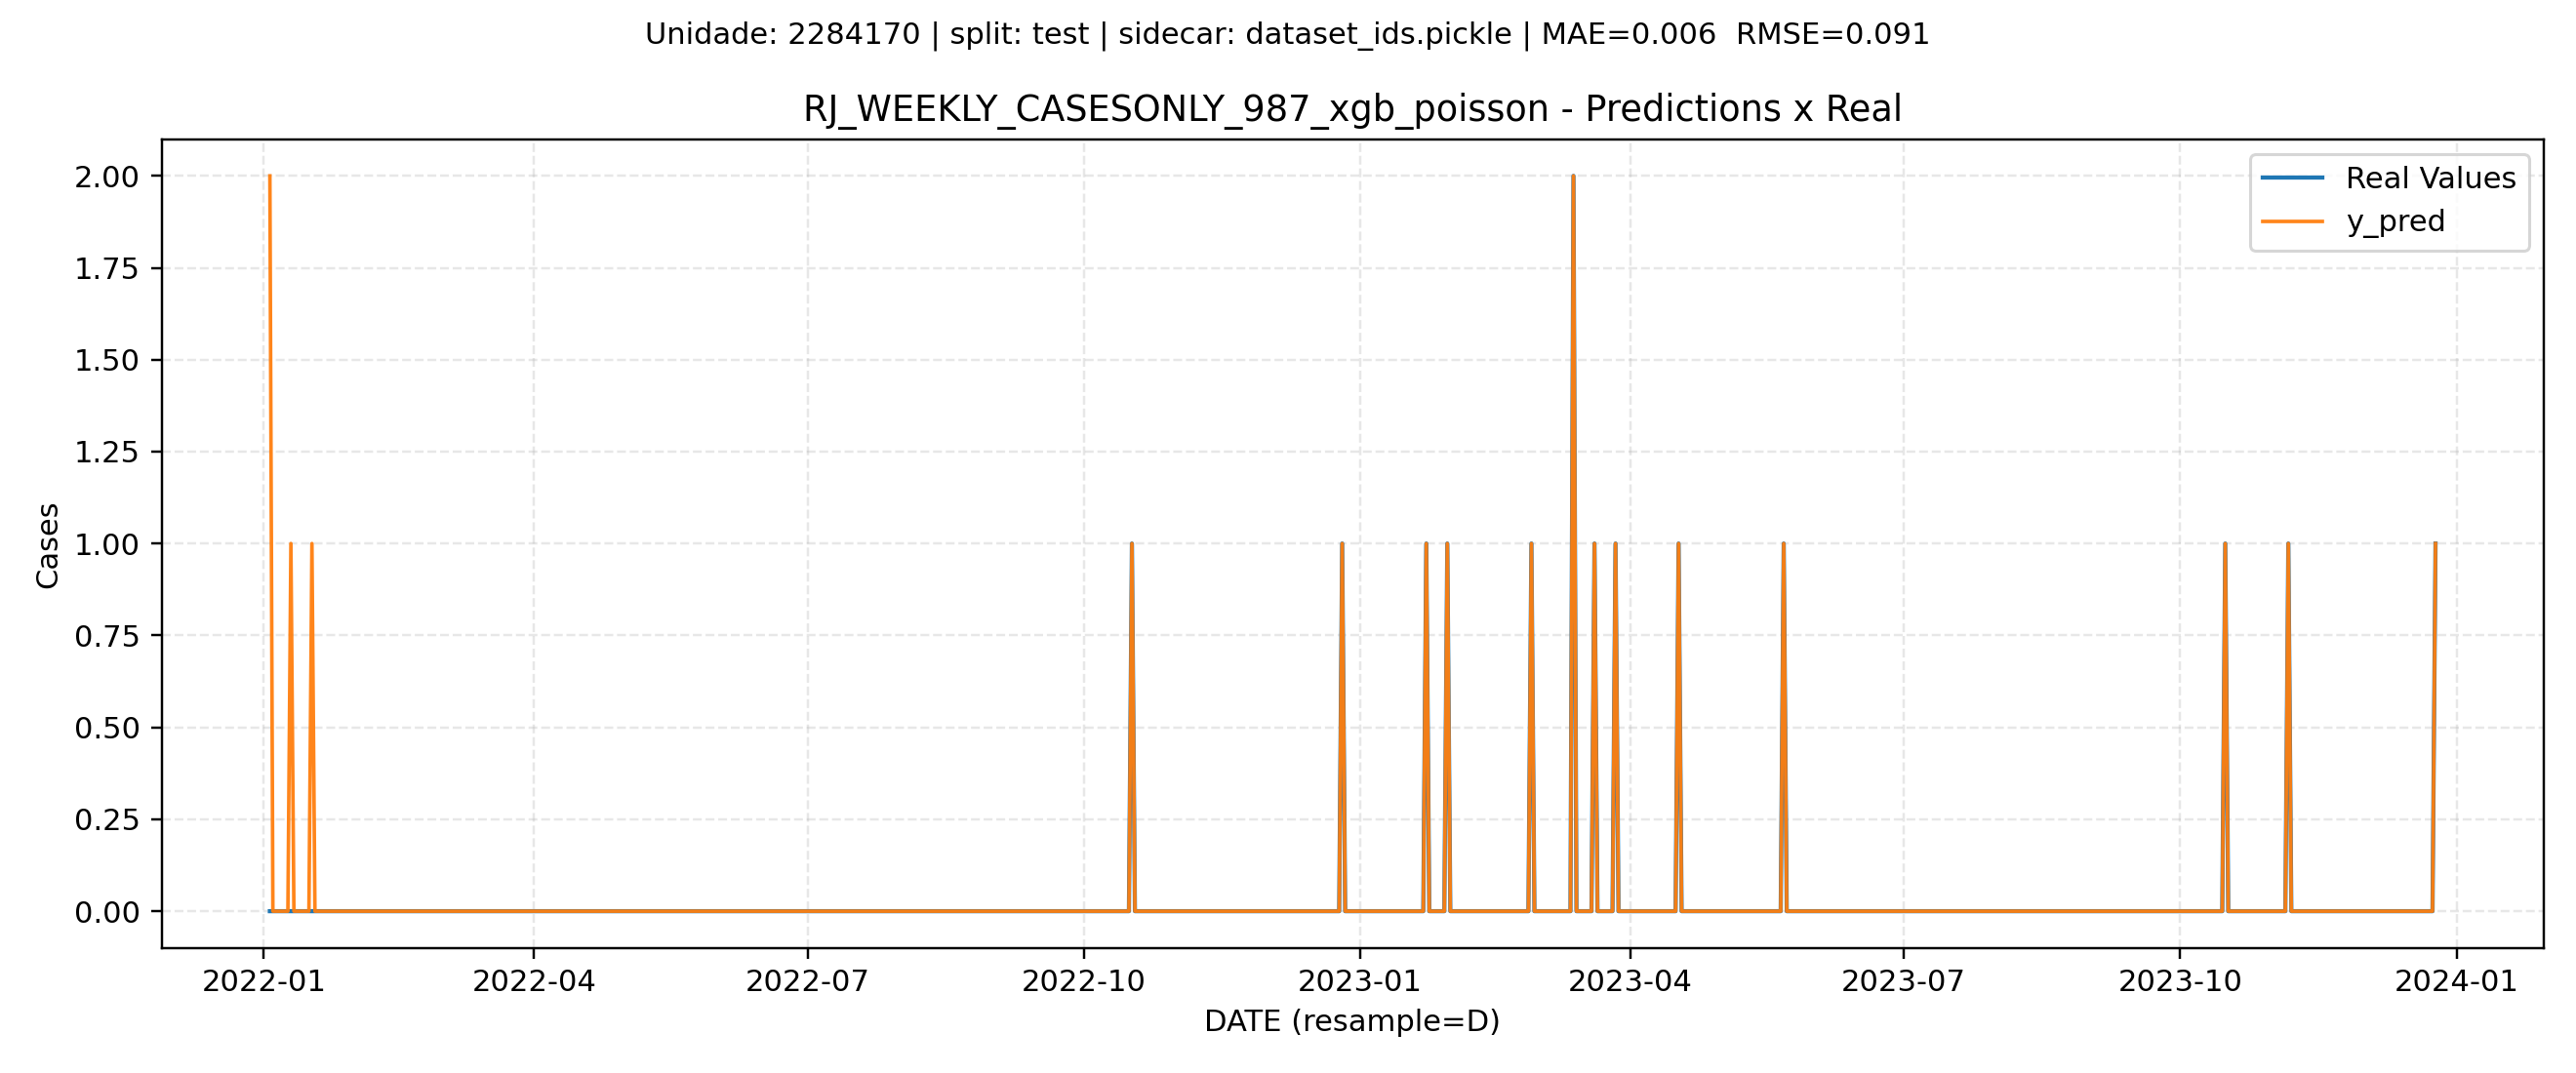 Unidade: 2284170 | split: test | sidecar: dataset_ids.pickle | MAE=0.006  RMSE=0.091
RJ_WEEKLY_CASESONLY_987_xgb_poisson - Predictions x Real
Real Values
y_pred
Cases
2.00
1.75
1.50
1.25
1.00
0.75
0.50
0.25
0.00
2022-01 2022-04 2022-07 2022-10 2023-01 2023-04 2023-07 2023-10 2024-01
DATE (resample=D)